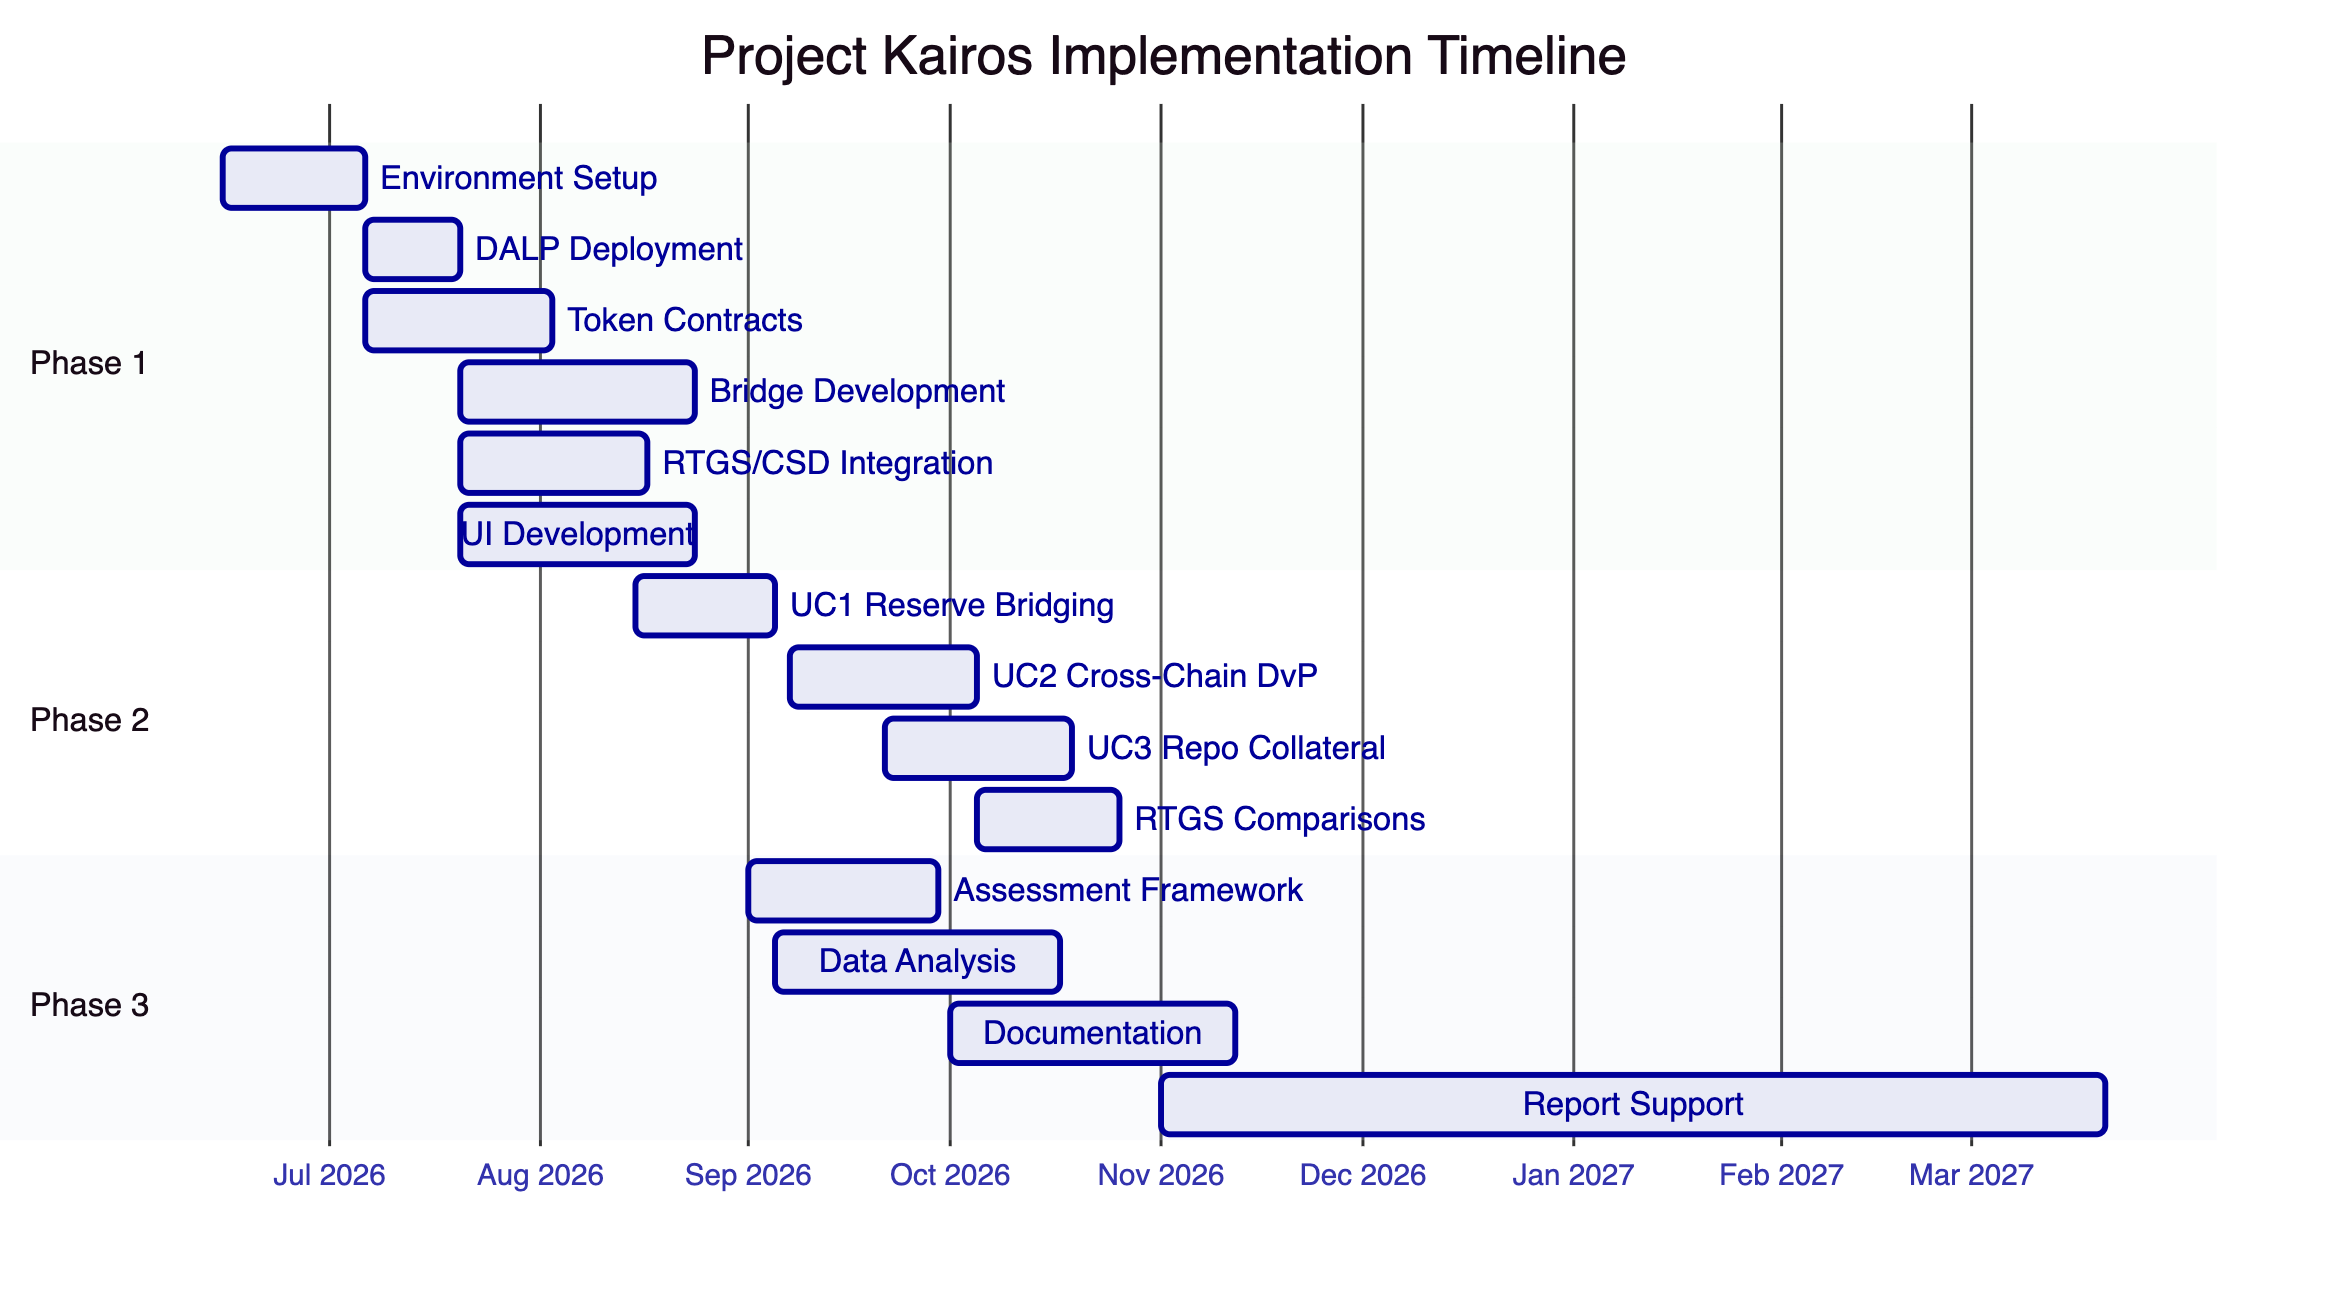 Project Kairos Implementation Timeline
Environment Setup
DALP Deployment
Token Contracts
Phase 1
Bridge Development
RTGS/CSD Integration
UI Development
UC1 Reserve Bridging
UC2 Cross-Chain DvP
Phase 2
UC3 Repo Collateral
RTGS Comparisons
Assessment Framework
Data Analysis
Phase 3
Documentation
Report Support
Jul 2026 Aug 2026 Sep 2026 Oct 2026 Nov 2026 Dec 2026 Jan 2027 Feb 2027 Mar 2027